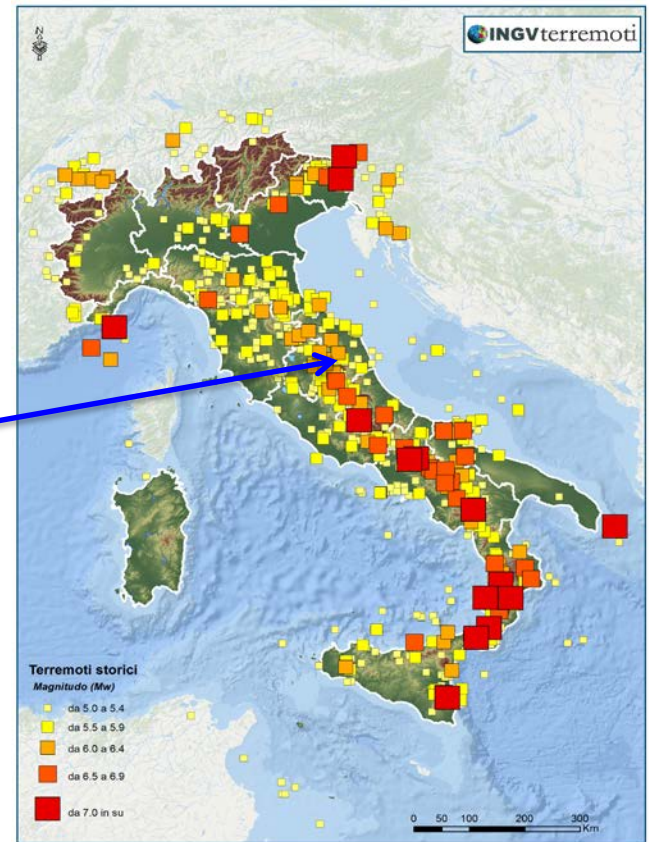 INGVterremoti
Terremoti storici
Magnitudo (Mw)
da 5.0 a 5.4
da 5.5 a 5.9
da 6.0 a 6.4
da 6.5 a 6.9
da 7.0 in su
0 50 100 200 300
Km